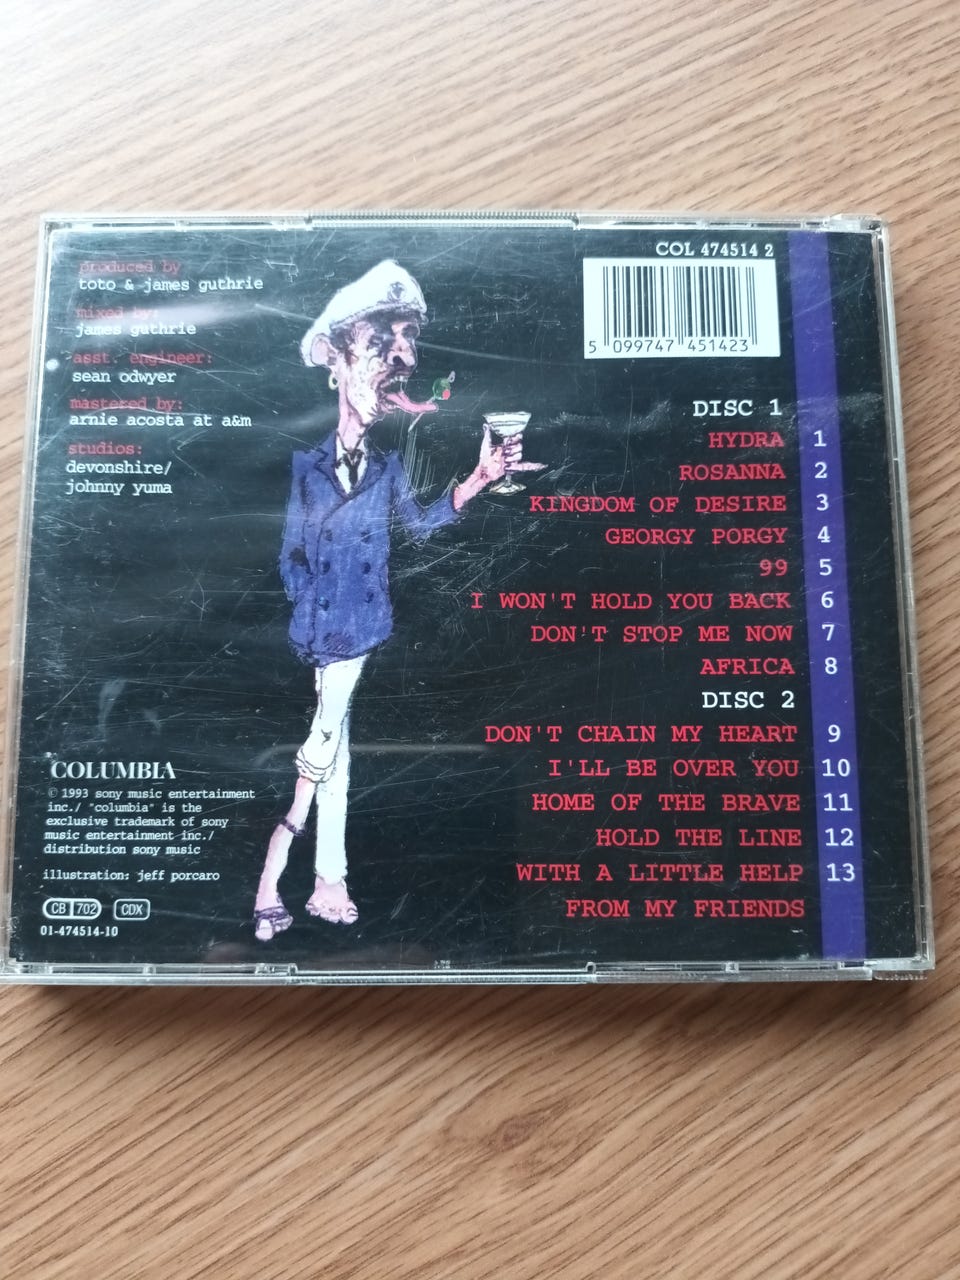 produced by
toto & james guthrie
mixed by:
james guthrie
asst. engineer:
sean odwyer
mastered by:
arnie acosta at a&m
studios:
devonshire/
johnny yuma
COL 474514 2
5 099747 451423
DISC 1
HYDRA 1
ROSANNA 2
KINGDOM OF DESIRE 3
GEORGY PORGY 4
99 5
I WON'T HOLD YOU BACK 6
DON'T STOP ME NOW 7
AFRICA 8
DISC 2
DON'T CHAIN MY HEART 9
I'LL BE OVER YOU 10
HOME OF THE BRAVE 11
HOLD THE LINE 12
WITH A LITTLE HELP 13
FROM MY FRIENDS
COLUMBIA
© 1993 sony music entertainment
inc./ "columbia" is the
exclusive trademark of sony
music entertainment inc./
distribution sony music
illustration: jeff porcaro
CB 702 CDX
01-474514-10